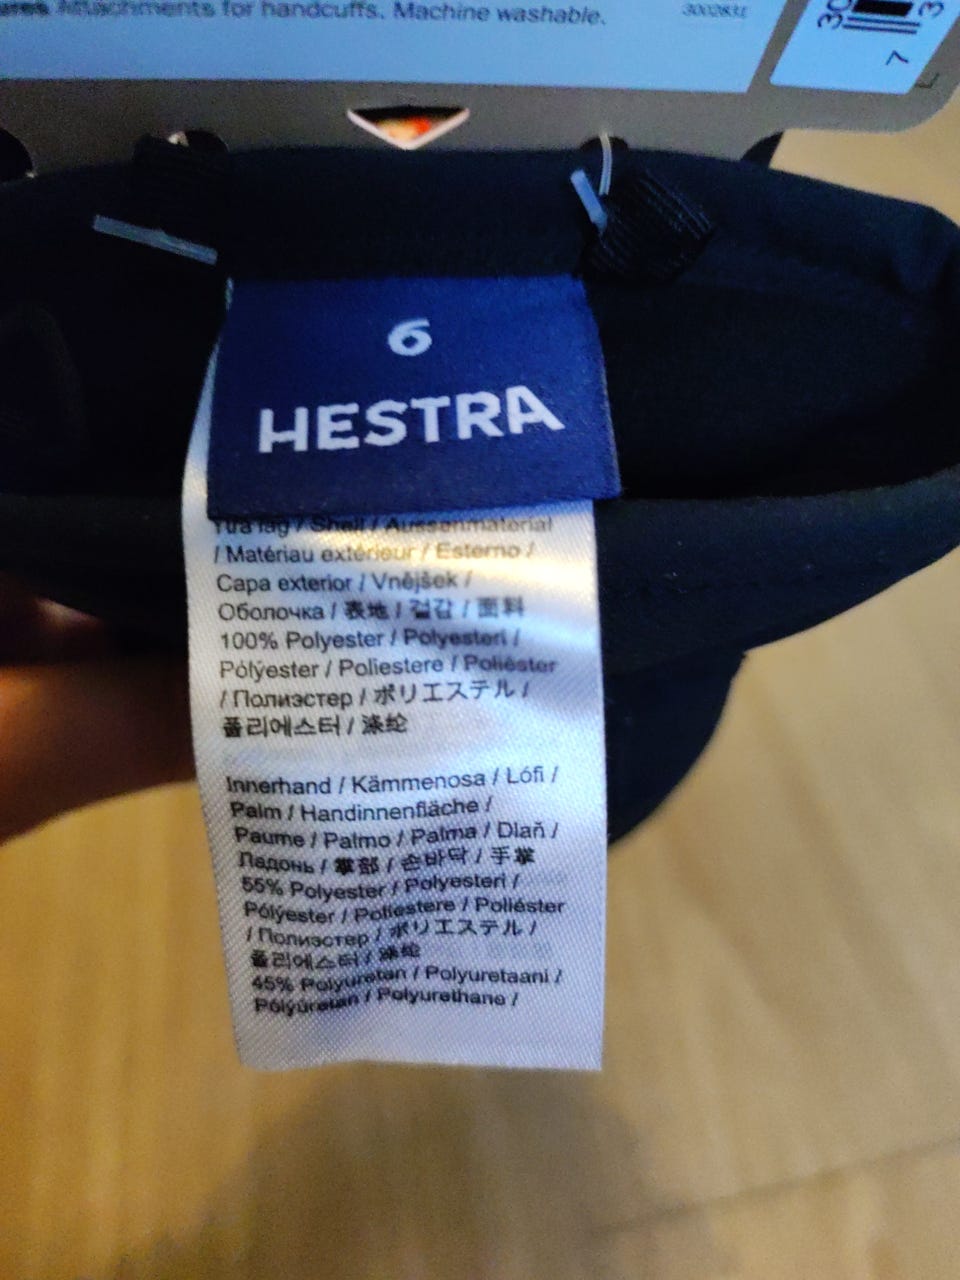 Attachments for handcuffs. Machine washable.
6
HESTRA
Yttra lag / Shell / Aussenmaterial
/ Matériau extérieur / Esterno /
Capa exterior / Vnějšek /
Оболочка / 表地 / 겉감 / 面料
100% Polyester / Polyesteri /
Pólýester / Poliestere / Poliéster
/ Полиэстер / ポリエステル /
폴리에스터 / 涤纶
Innerhand / Kämmenosa / Lófi /
Palm / Handinnenfläche /
Paume / Palmo / Palma / Dlaň /
Ладонь / 掌部 / 손바닥 / 手掌
55% Polyester / Polyesteri /
Pólýester / Poliestere / Poliéster
/ Полиэстер / ポリエステル /
폴리에스터 / 涤纶
45% Polyuretan / Polyuretaani /
Pólýúretan / Polyurethane /